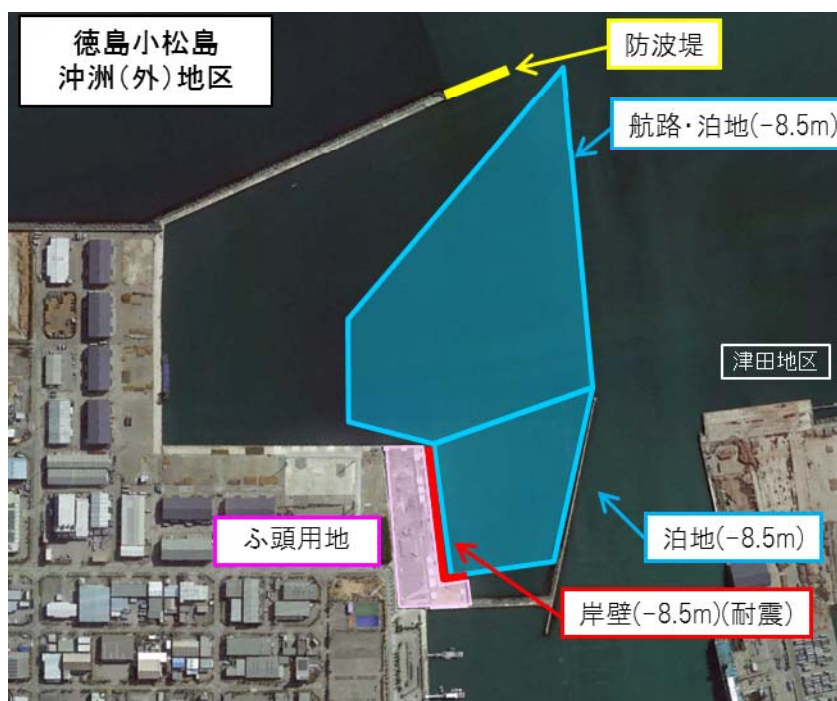 徳島小松島
沖洲(外)地区
防波堤
航路・泊地(-8.5m)
津田地区
ふ頭用地
泊地(-8.5m)
岸壁(-8.5m)(耐震)